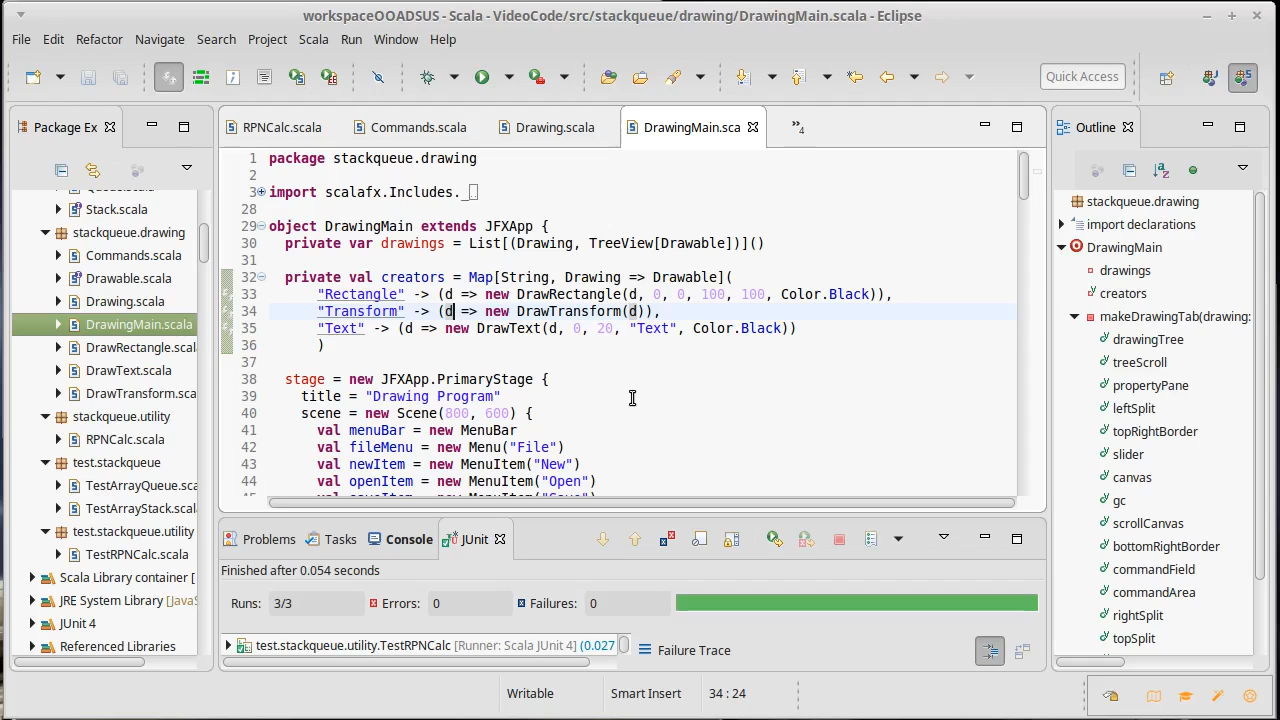 workspaceOOADSUS - Scala - VideoCode/src/stackqueue/drawing/DrawingMain.scala - Eclipse
File Edit Refactor Navigate Search Project Scala Run Window Help
Quick Access
Package Ex
Stack.scala
stackqueue.drawing
Commands.scala
Drawable.scala
Drawing.scala
DrawingMain.scala
DrawRectangle.scal
DrawText.scala
DrawTransform.sca
stackqueue.utility
RPNCalc.scala
test.stackqueue
TestArrayQueue.sca
TestArrayStack.scal
test.stackqueue.utility
TestRPNCalc.scala
Scala Library container [
JRE System Library [JavaS
JUnit 4
Referenced Libraries
RPNCalc.scala Commands.scala Drawing.scala DrawingMain.sca »4
1 package stackqueue.drawing
2
3 import scalafx.Includes._
28
29 object DrawingMain extends JFXApp {
30 private var drawings = List[(Drawing, TreeView[Drawable])]()
31
32 private val creators = Map[String, Drawing => Drawable](
33 "Rectangle" -> (d => new DrawRectangle(d, 0, 0, 100, 100, Color.Black)),
34 "Transform" -> (d => new DrawTransform(d)),
35 "Text" -> (d => new DrawText(d, 0, 20, "Text", Color.Black))
36 )
37
38 stage = new JFXApp.PrimaryStage {
39 title = "Drawing Program"
40 scene = new Scene(800, 600) {
41 val menuBar = new MenuBar
42 val fileMenu = new Menu("File")
43 val newItem = new MenuItem("New")
44 val openItem = new MenuItem("Open")
45 val saveItem = new MenuItem("Save")
Outline
stackqueue.drawing
import declarations
DrawingMain
drawings
creators
makeDrawingTab(drawing:
drawingTree
treeScroll
propertyPane
leftSplit
topRightBorder
slider
canvas
gc
scrollCanvas
bottomRightBorder
commandField
commandArea
rightSplit
topSplit
Problems Tasks Console JUnit
Finished after 0.054 seconds
Runs: 3/3 Errors: 0 Failures: 0
test.stackqueue.utility.TestRPNCalc [Runner: Scala JUnit 4] (0.027
Failure Trace
Writable Smart Insert 34 : 24